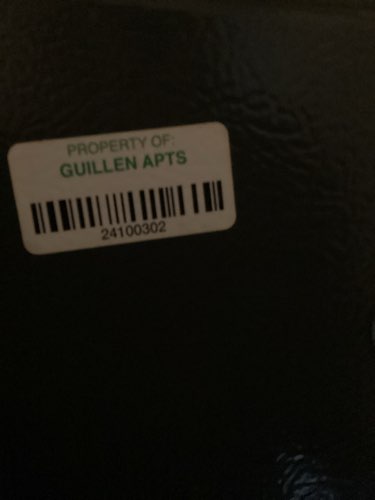 PROPERTY OF:
GUILLEN APTS
24100302